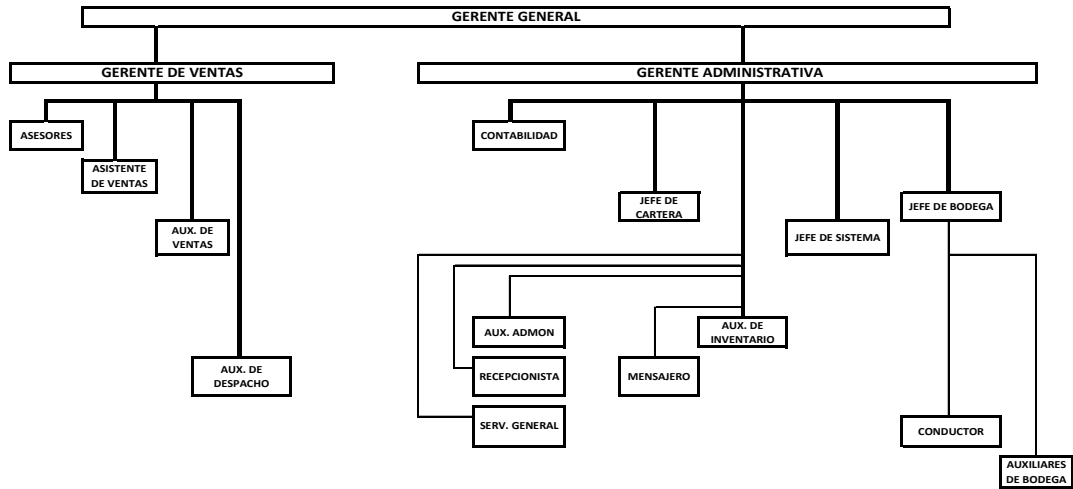 GERENTE GENERAL
GERENTE DE VENTAS
GERENTE ADMINISTRATIVA
ASESORES
CONTABILIDAD
ASISTENTE
DE VENTAS
JEFE DE
CARTERA
JEFE DE BODEGA
AUX. DE
VENTAS
JEFE DE SISTEMA
AUX. ADMON
AUX. DE
INVENTARIO
AUX. DE
DESPACHO
RECEPCIONISTA
MENSAJERO
SERV. GENERAL
CONDUCTOR
AUXILIARES
DE BODEGA